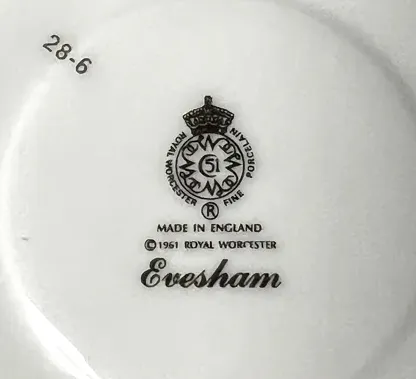 28-6
ROYAL WORCESTER FINE PORCELAIN
51
®
MADE IN ENGLAND
© 1961 ROYAL WORCESTER
Evesham